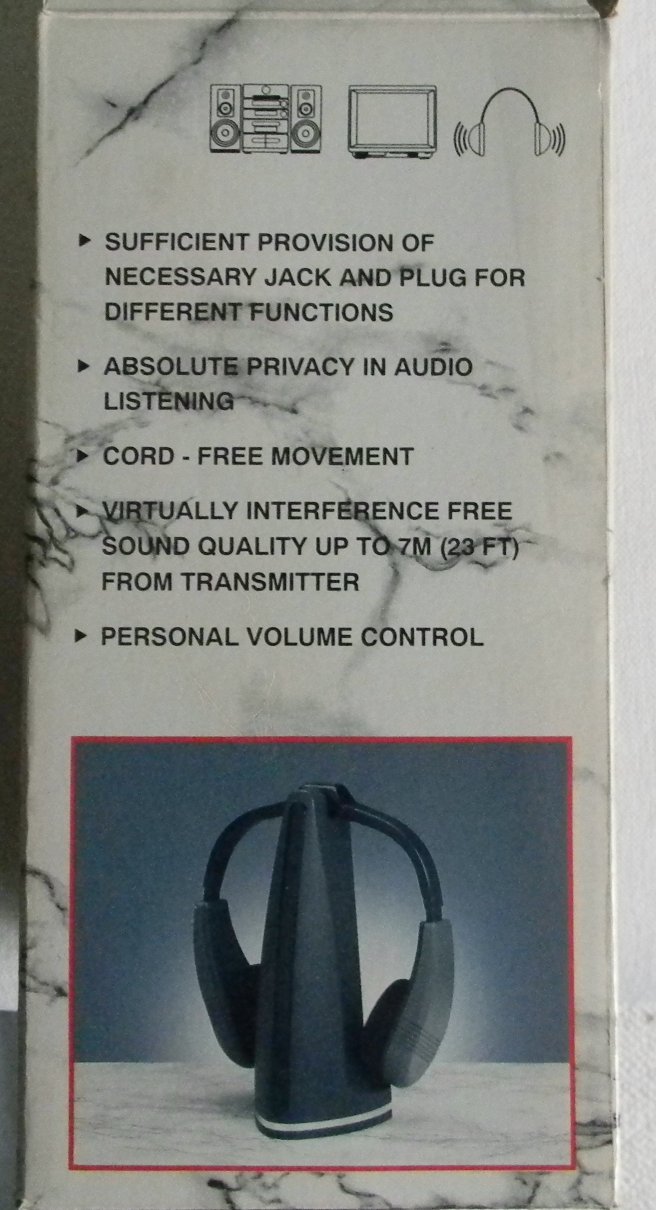 ▶ SUFFICIENT PROVISION OF
NECESSARY JACK AND PLUG FOR
DIFFERENT FUNCTIONS
▶ ABSOLUTE PRIVACY IN AUDIO
LISTENING
▶ CORD - FREE MOVEMENT
▶ VIRTUALLY INTERFERENCE FREE
SOUND QUALITY UP TO 7M (23 FT)
FROM TRANSMITTER
▶ PERSONAL VOLUME CONTROL